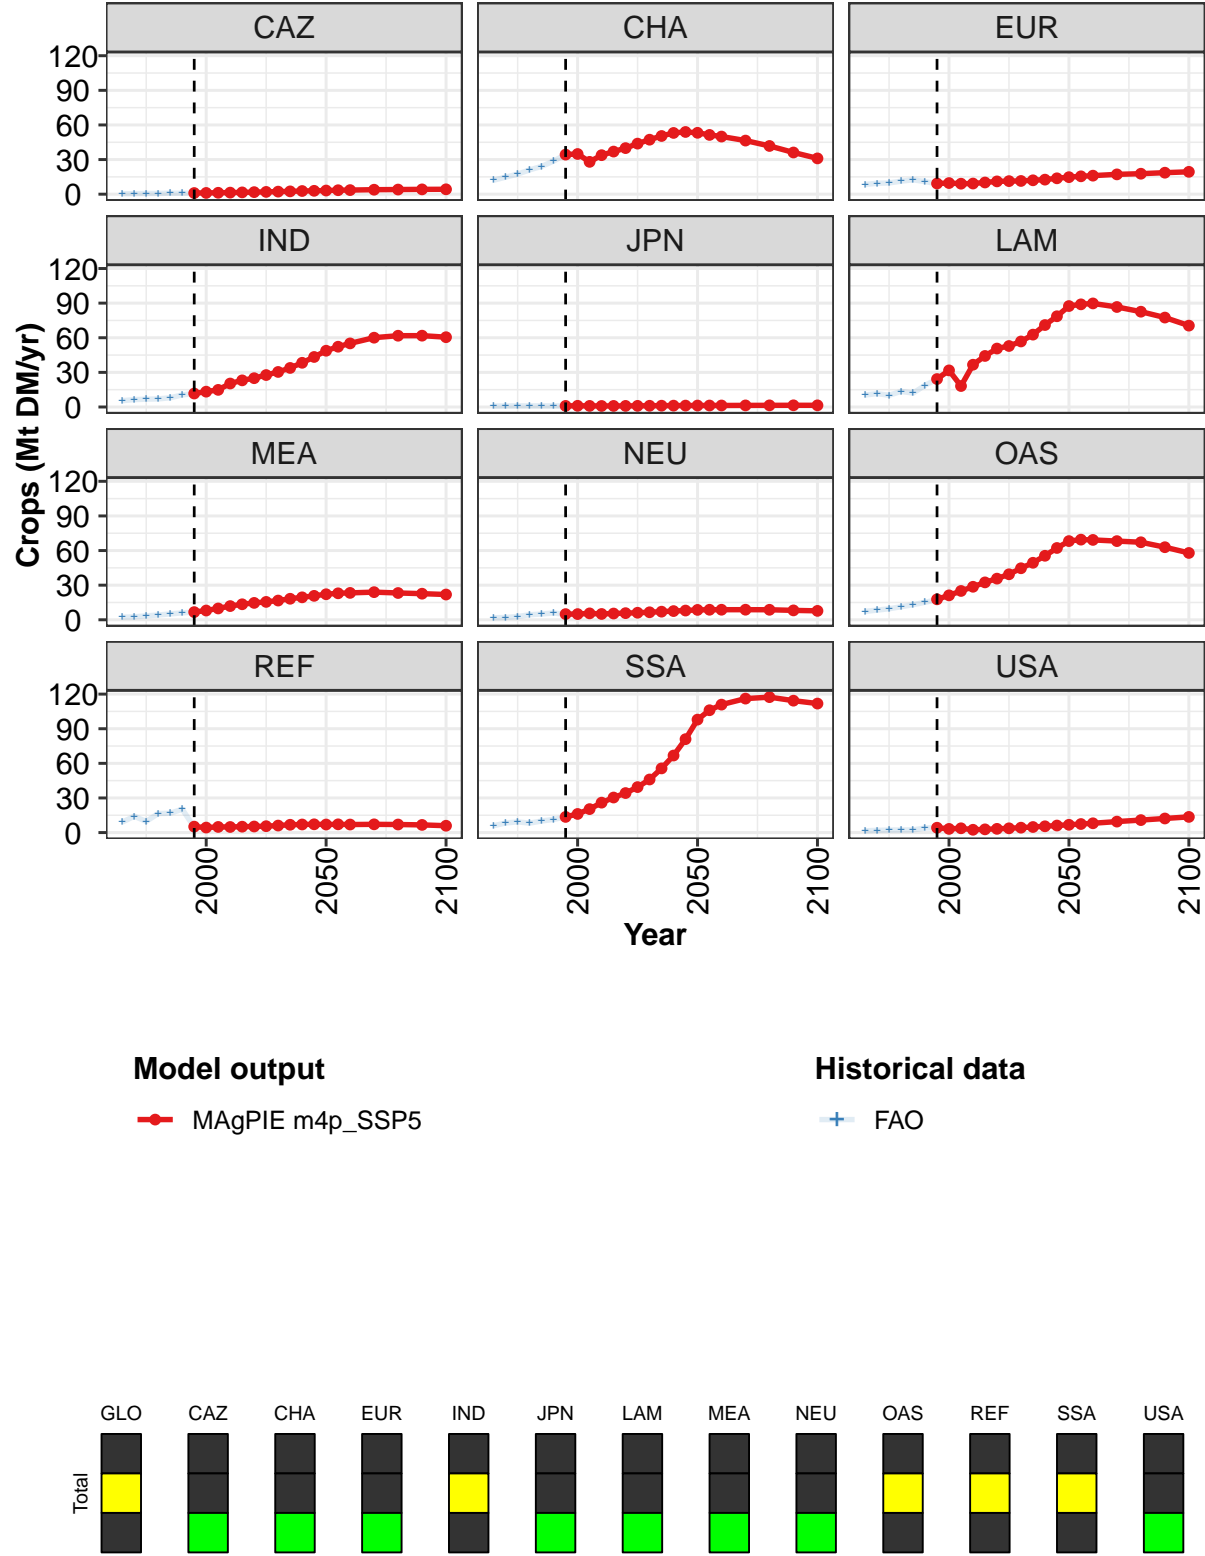 CAZ CHA EUR
120
90
60
30
0
IND JPN LAM
120
90
60
30
0
Crops (Mt DM/yr)
MEA NEU OAS
120
90
60
30
0
REF SSA USA
120
90
60
30
0
2000 2050 2100 2000 2050 2100 2000 2050 2100
Year
Model output Historical data
MAgPIE m4p_SSP5 FAO
GLO CAZ CHA EUR IND JPN LAM MEA NEU OAS REF SSA USA
Total